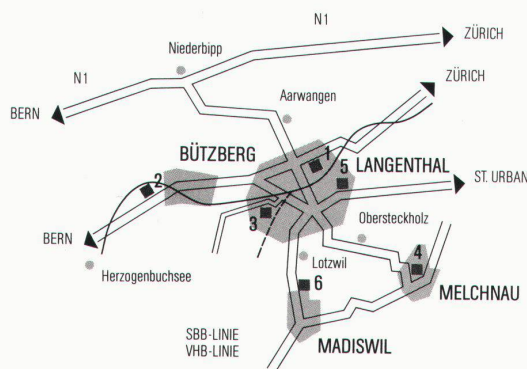 N1
ZÜRICH
Niederbipp
N1
ZÜRICH
BERN
Aarwangen
BÜTZBERG
1
LANGENTHAL
2
5
ST. URBAN
3
Obersteckholz
BERN
4
Lotzwil
Herzogenbuchsee
6
MELCHNAU
SBB-LINIE
VHB-LINIE
MADISWIL